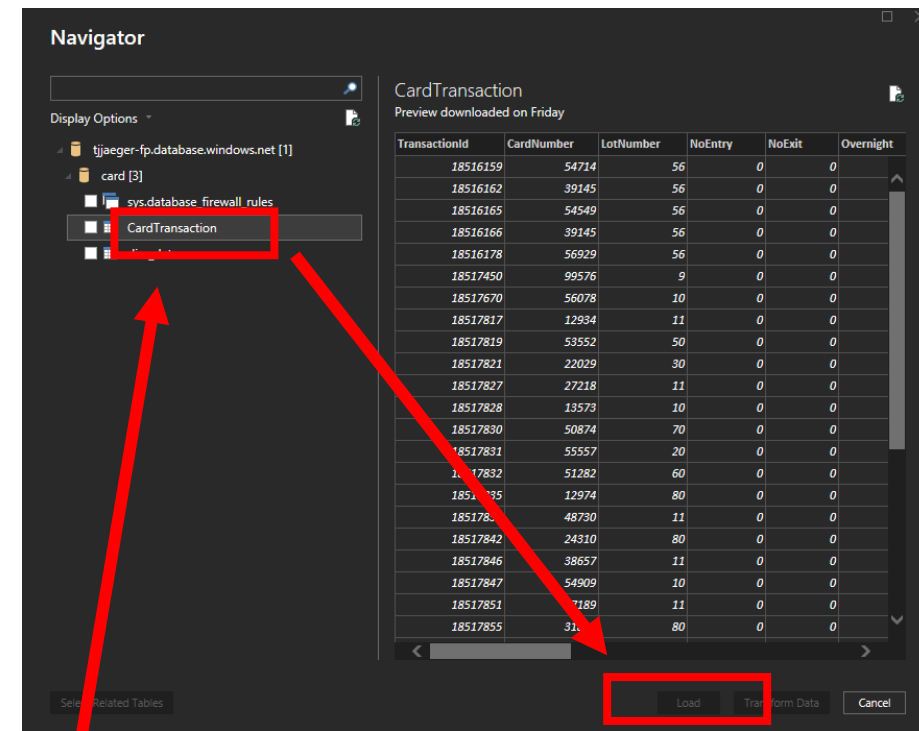 Navigator
Display Options
tjjaeger-fp.database.windows.net [1]
card [3]
sys.database_firewall_rules
CardTransaction
CardTransaction
Preview downloaded on Friday
TransactionId CardNumber LotNumber NoEntry NoExit Overnight
18516159 54714 56 0 0
18516162 39145 56 0 0
18516165 54549 56 0 0
18516166 39145 56 0 0
18516178 56929 56 0 0
18517450 99576 9 0 0
18517670 56078 10 0 0
18517817 12934 11 0 0
18517819 53552 50 0 0
18517821 22029 30 0 0
18517827 27218 11 0 0
18517828 13573 10 0 0
18517830 50874 70 0 0
18517831 55557 20 0 0
51282 60 0 0
12974 80 0 0
48730 11 0 0
18517842 24310 80 0 0
18517846 38657 11 0 0
18517847 54909 10 0 0
18517851 11 0 0
18517855 80 0 0
Select Related Tables Load Transform Data Cancel